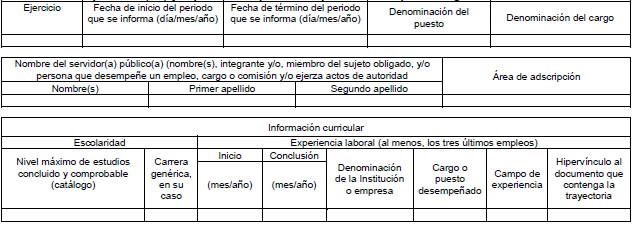 Ejercicio
Fecha de inicio del periodo
que se informa (día/mes/año)
Fecha de término del periodo
que se informa (día/mes/año)
Denominación del
puesto
Denominación del cargo
Nombre del servidor(a) público(a) (nombre(s), integrante y/o, miembro del sujeto obligado, y/o
persona que desempeñe un empleo, cargo o comisión y/o ejerza actos de autoridad
Área de adscripción
Nombre(s)
Primer apellido
Segundo apellido
Información curricular
Escolaridad
Experiencia laboral (al menos, los tres últimos empleos)
Nivel máximo de estudios
concluido y comprobable
(catálogo)
Carrera
genérica,
en su
caso
Inicio
(mes/año)
Conclusión
(mes/año)
Denominación
de la Institución
o empresa
Cargo o
puesto
desempeñado
Campo de
experiencia
Hipervínculo al
documento que
contenga la
trayectoria